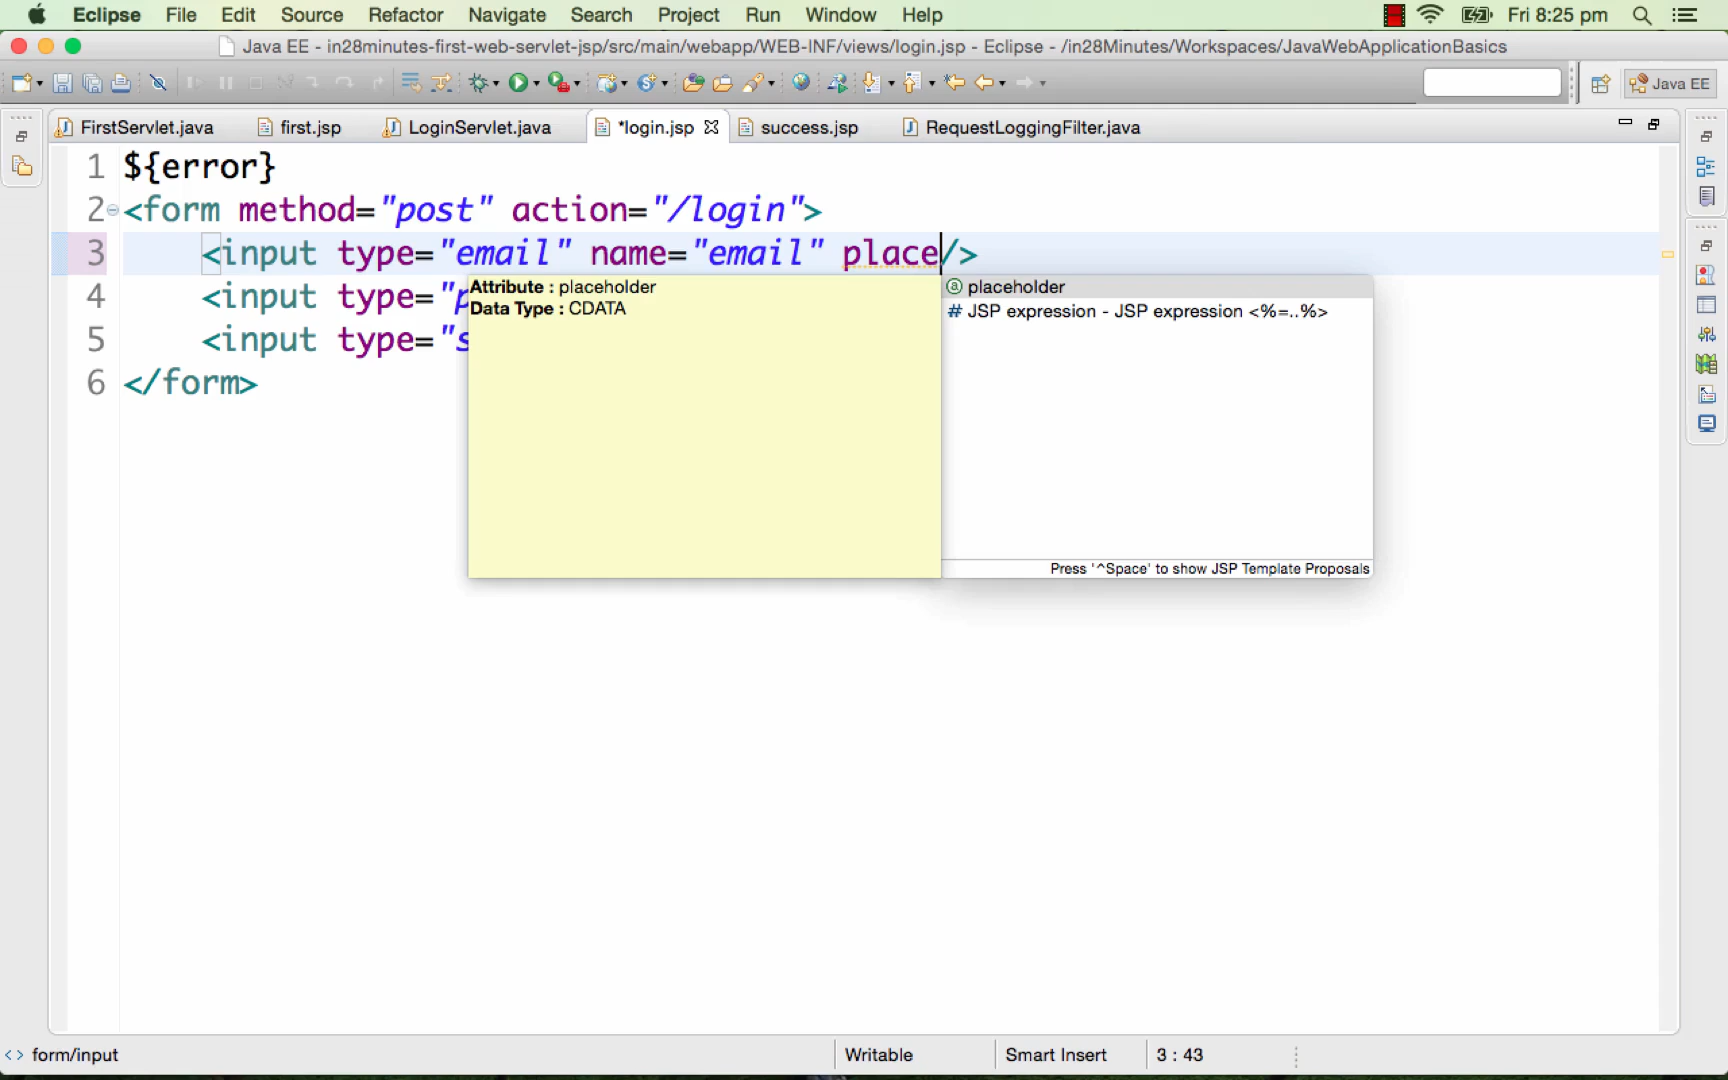 Eclipse File Edit Source Refactor Navigate Search Project Run Window Help Fri 8:25 pm
Java EE - in28minutes-first-web-servlet-jsp/src/main/webapp/WEB-INF/views/login.jsp - Eclipse - /in28Minutes/Workspaces/JavaWebApplicationBasics
Java EE
FirstServlet.java first.jsp LoginServlet.java *login.jsp success.jsp RequestLoggingFilter.java
1 ${error}
2 <form method="post" action="/login">
3 <input type="email" name="email" place/>
4 <input type="p
5 <input type="s
6 </form>
Attribute : placeholder
Data Type : CDATA
placeholder
# JSP expression - JSP expression <%=..%>
Press '^Space' to show JSP Template Proposals
form/input Writable Smart Insert 3 : 43